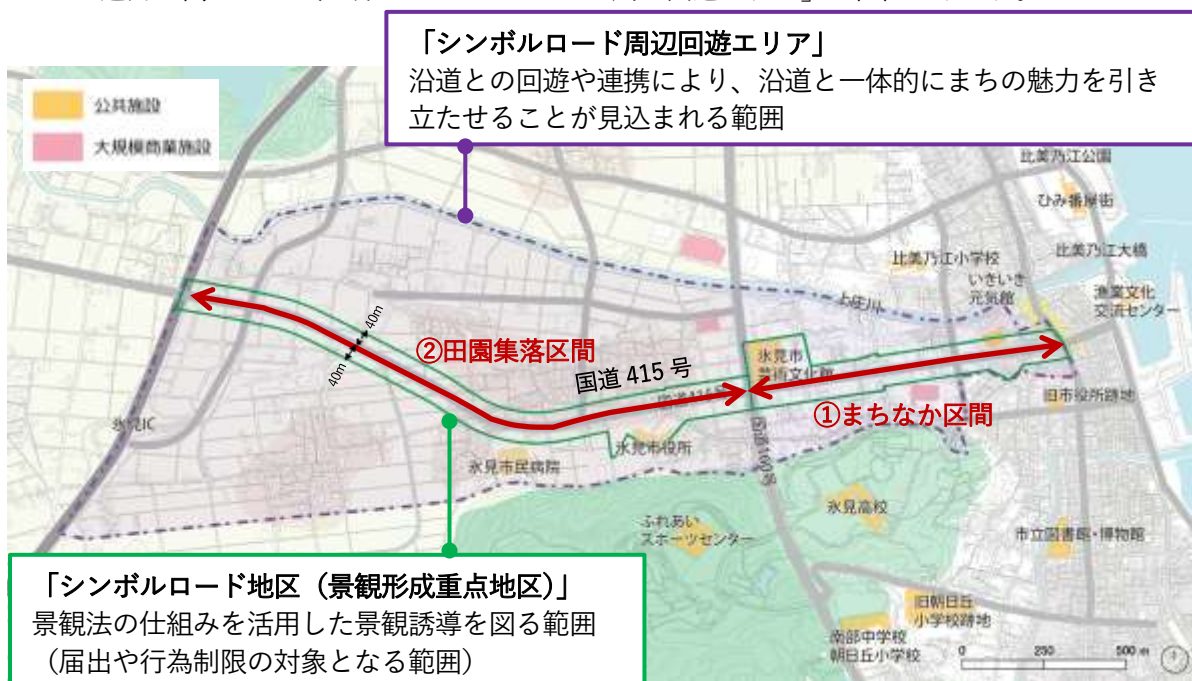 「シンボルロード周辺回遊エリア」
沿道との回遊や連携により、沿道と一体的にまちの魅力を引き
立たせることが見込まれる範囲
公共施設
大規模商業施設
比美乃江公園
ひみ番屋街
比美乃江小学校
比美乃江大橋
いきいき
元気館
上庄川
漁業文化
交流センター
40m
40m
②田園集落区間
国道 415 号
氷見市
芸術文化館
①まちなか区間
旧市役所跡地
氷見IC
氷見市役所
国道160号
氷見市民病院
氷見高校
ふれあい
スポーツセンター
市立図書館・博物館
「シンボルロード地区（景観形成重点地区）」
景観法の仕組みを活用した景観誘導を図る範囲
（届出や行為制限の対象となる範囲）
旧朝日丘
小学校跡地
南部中学校
朝日丘小学校
0 250 500 m